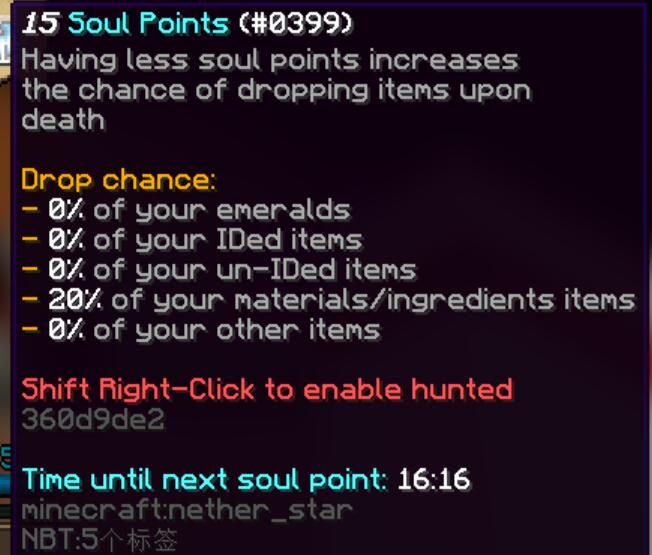 15 Soul Points (#0399)
Having less soul points increases
the chance of dropping items upon
death
Drop chance:
- 0% of your emeralds
- 0% of your IDed items
- 0% of your un-IDed items
- 20% of your materials/ingredients items
- 0% of your other items
Shift Right-Click to enable hunted
360d9de2
Time until next soul point: 16:16
minecraft:nether_star
NBT:5个标签